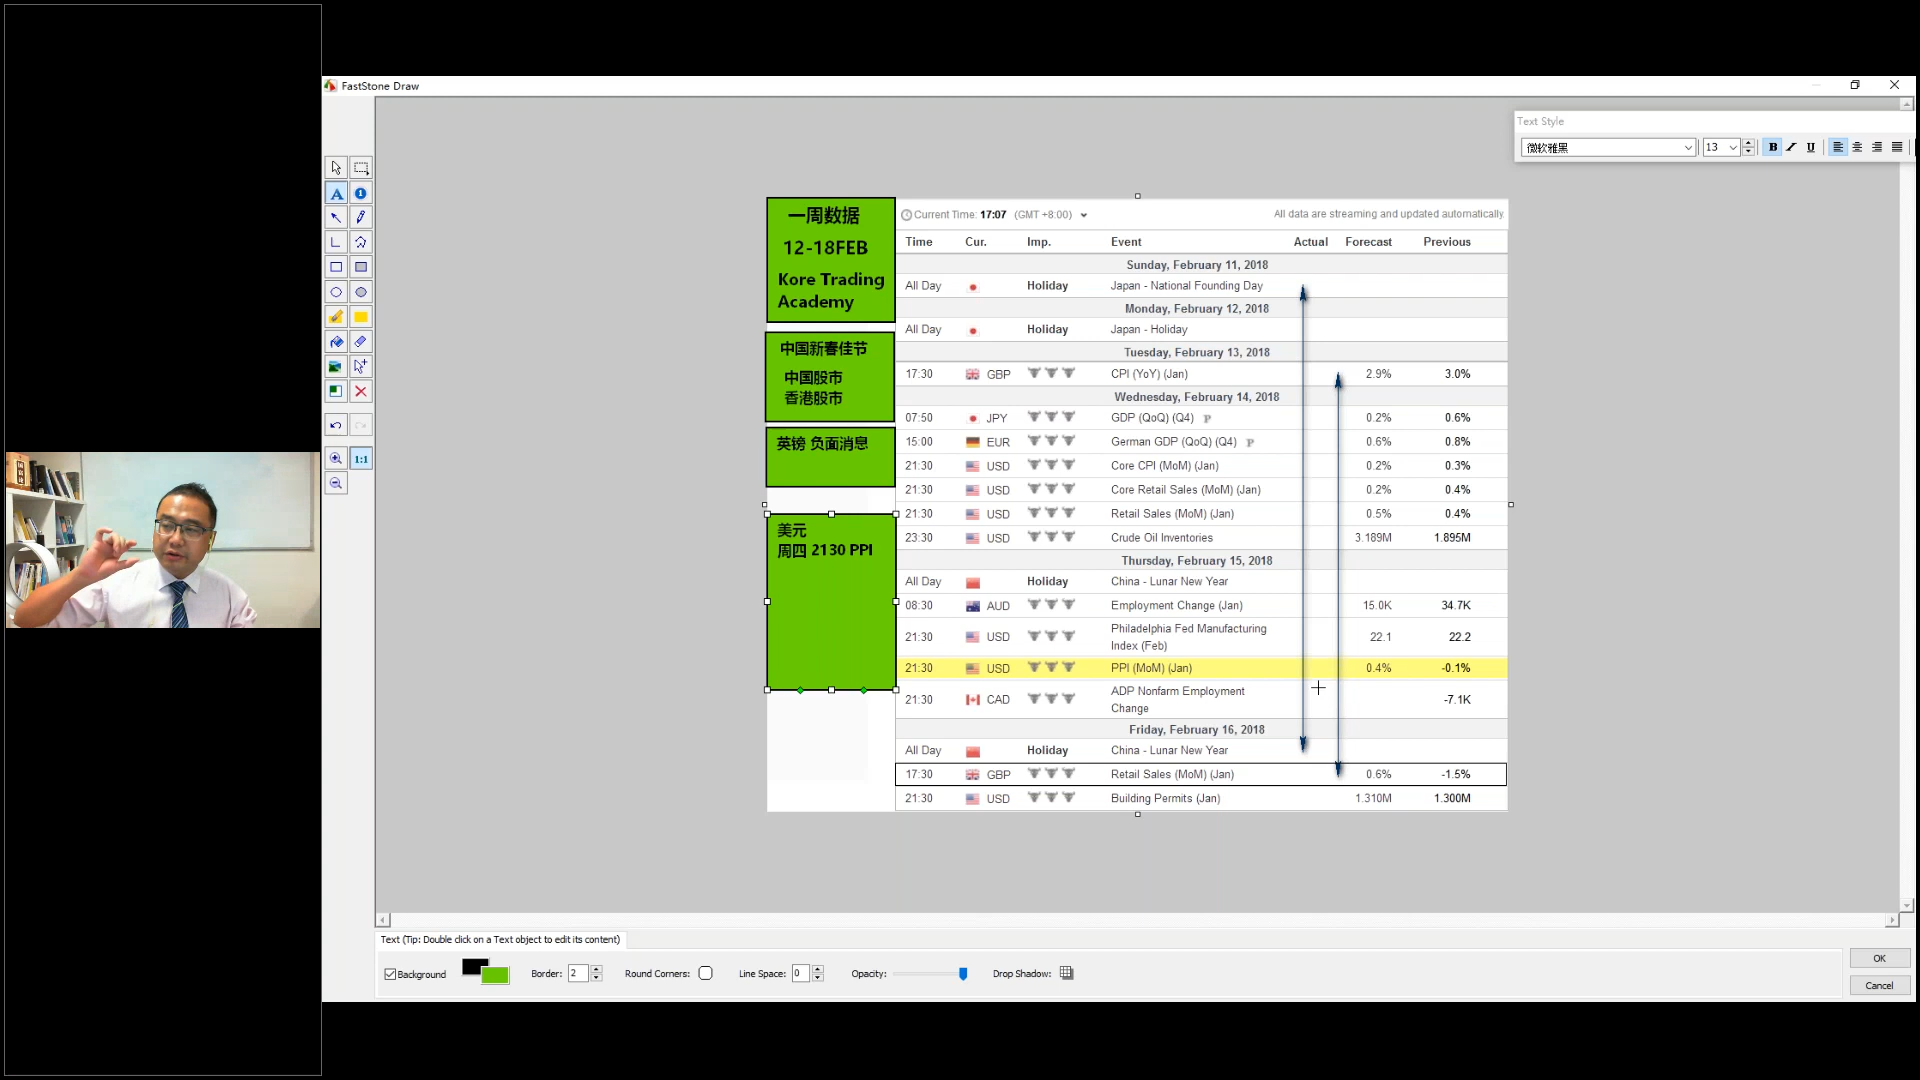 FastStone Draw
Text Style
微软雅黑 13 B I U
一周数据
12-18FEB
Kore Trading
Academy
中国新春佳节
中国股市
香港股市
英镑 负面消息
美元
周四 2130 PPI
Current Time: 17:07 (GMT +8:00)
All data are streaming and updated automatically.
Time Cur. Imp. Event Actual Forecast Previous
Sunday, February 11, 2018
All Day Holiday Japan - National Founding Day
Monday, February 12, 2018
All Day Holiday Japan - Holiday
Tuesday, February 13, 2018
17:30 GBP CPI (YoY) (Jan) 2.9% 3.0%
Wednesday, February 14, 2018
07:50 JPY GDP (QoQ) (Q4) P 0.2% 0.6%
15:00 EUR German GDP (QoQ) (Q4) P 0.6% 0.8%
21:30 USD Core CPI (MoM) (Jan) 0.2% 0.3%
21:30 USD Core Retail Sales (MoM) (Jan) 0.2% 0.4%
21:30 USD Retail Sales (MoM) (Jan) 0.5% 0.4%
23:30 USD Crude Oil Inventories 3.189M 1.895M
Thursday, February 15, 2018
All Day Holiday China - Lunar New Year
08:30 AUD Employment Change (Jan) 15.0K 34.7K
21:30 USD Philadelphia Fed Manufacturing Index (Feb) 22.1 22.2
21:30 USD PPI (MoM) (Jan) 0.4% -0.1%
21:30 CAD ADP Nonfarm Employment Change -7.1K
Friday, February 16, 2018
All Day Holiday China - Lunar New Year
17:30 GBP Retail Sales (MoM) (Jan) 0.6% -1.5%
21:30 USD Building Permits (Jan) 1.310M 1.300M
A 1
1:1
Text (Tip: Double click on a Text object to edit its content)
Background Border: 2 Round Corners: Line Space: 0 Opacity: Drop Shadow:
OK
Cancel